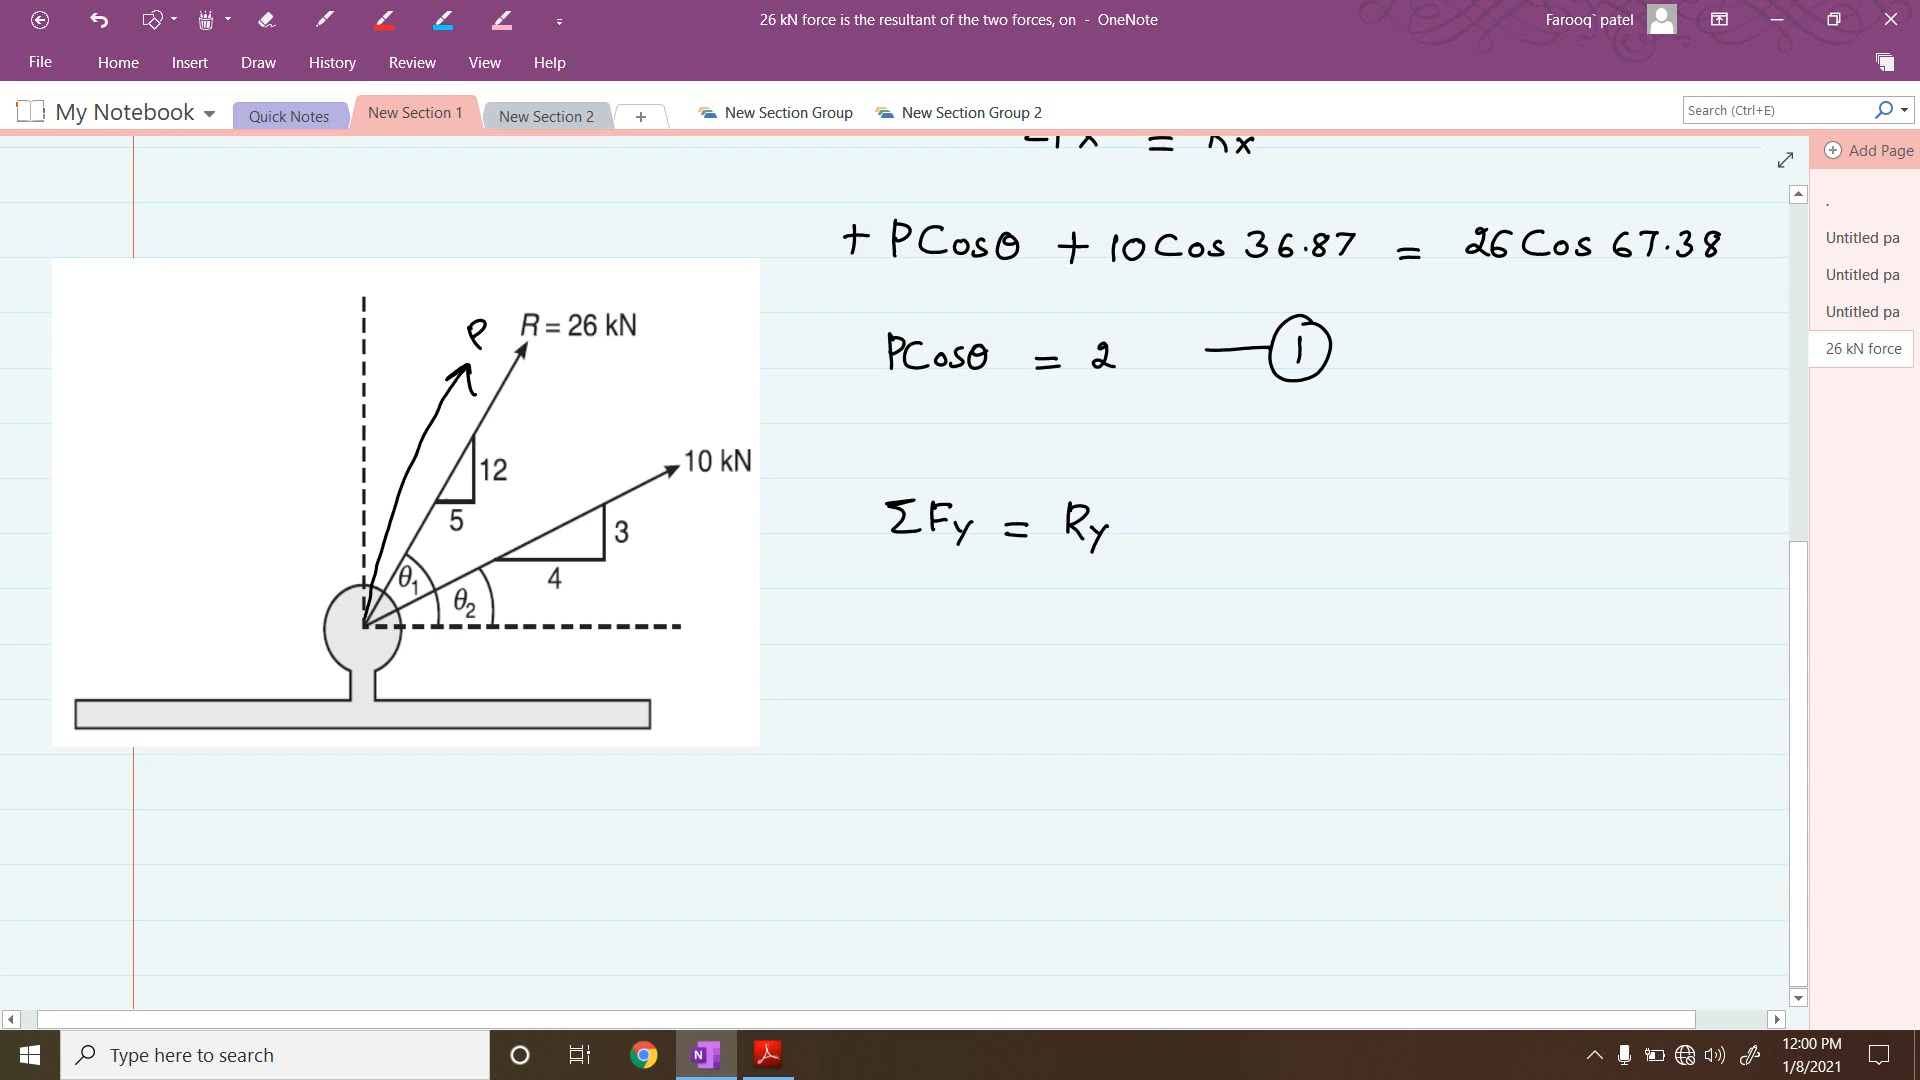 26 kN force is the resultant of the two forces, on - OneNote
Farooq` patel
File Home Insert Draw History Review View Help
My Notebook
Quick Notes
New Section 1
New Section 2
+
New Section Group
New Section Group 2
Search (Ctrl+E)
Add Page
.
Untitled pa
Untitled pa
Untitled pa
26 kN force
+ PCosθ + 10Cos 36.87 = 26Cos 67.38
PCosθ = 2 —①
ΣFy = Ry
P
R = 26 kN
12
5
10 kN
3
4
θ₁
θ₂
Type here to search
12:00 PM
1/8/2021